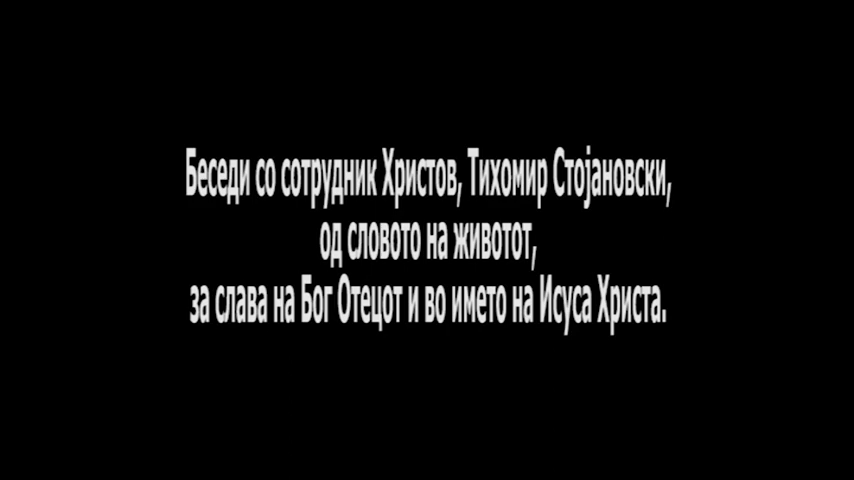 Беседи со сотрудник Христов, Тихомир Стојановски,
од словото на животот,
за слава на Бог Отецот и во името на Исуса Христа.